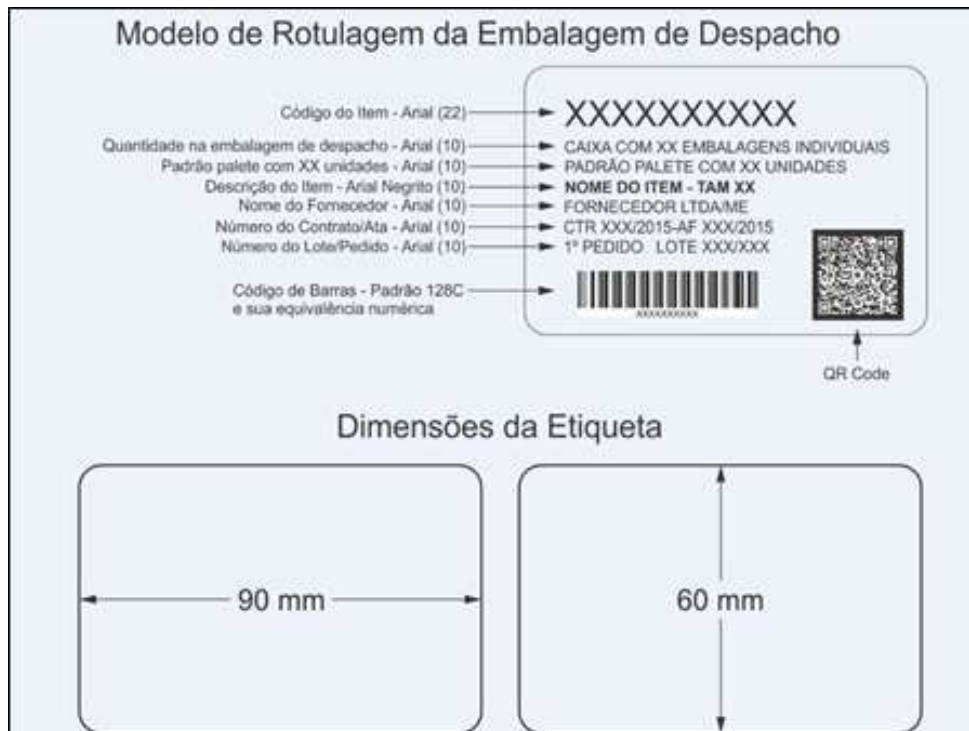 Modelo de Rotulagem da Embalagem de Despacho
Código do Item - Arial (22)
XXXXXXXXXX
Quantidade na embalagem de despacho - Arial (10)
CAIXA COM XX EMBALAGENS INDIVIDUAIS
Padrão palete com XX unidades - Arial (10)
PADRÃO PALETE COM XX UNIDADES
Descrição do Item - Arial Negrito (10)
NOME DO ITEM - TAM XX
Nome do Fornecedor - Arial (10)
FORNECEDOR LTDA/ME
Número do Contrato/Ata - Arial (10)
CTR XXX/2015-AF XXX/2015
Número do Lote/Pedido - Arial (10)
1º PEDIDO LOTE XXX/XXX
Código de Barras - Padrão 128C
e sua equivalência numérica
XXXXXXXXXX
QR Code
Dimensões da Etiqueta
90 mm
60 mm